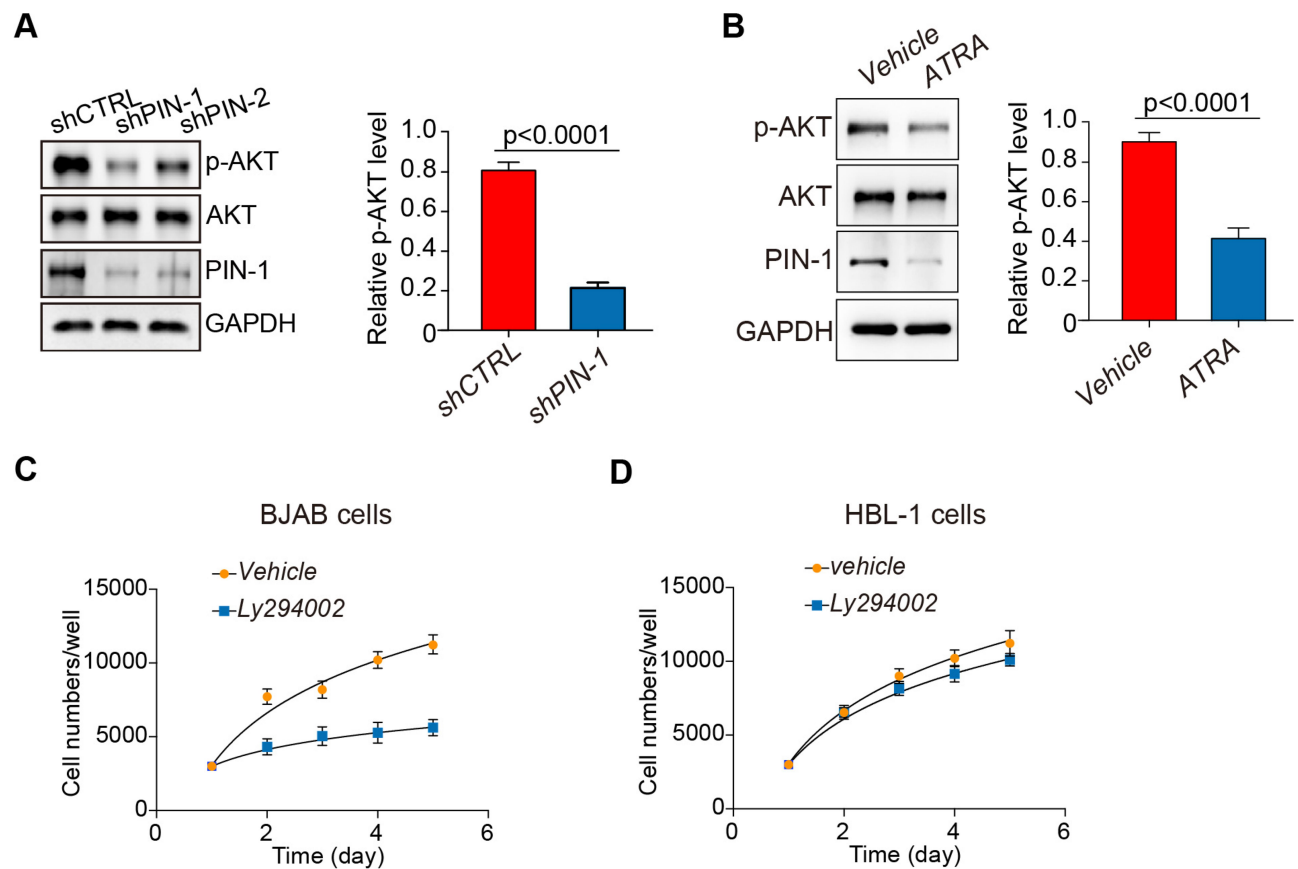 A
shCTRL shPIN-1 shPIN-2
p-AKT
AKT
PIN-1
GAPDH
Relative p-AKT level
1.0
0.8
0.6
0.4
0.2
0
p<0.0001
shCTRL shPIN-1
B
Vehicle ATRA
p-AKT
AKT
PIN-1
GAPDH
Relative p-AKT level
1.0
0.8
0.6
0.4
0.2
0
p<0.0001
Vehicle ATRA
C
BJAB cells
Vehicle
Ly294002
Cell numbers/well
15000
10000
5000
0
0 2 4 6
Time (day)
D
HBL-1 cells
vehicle
Ly294002
Cell numbers/well
15000
10000
5000
0
0 2 4 6
Time (day)